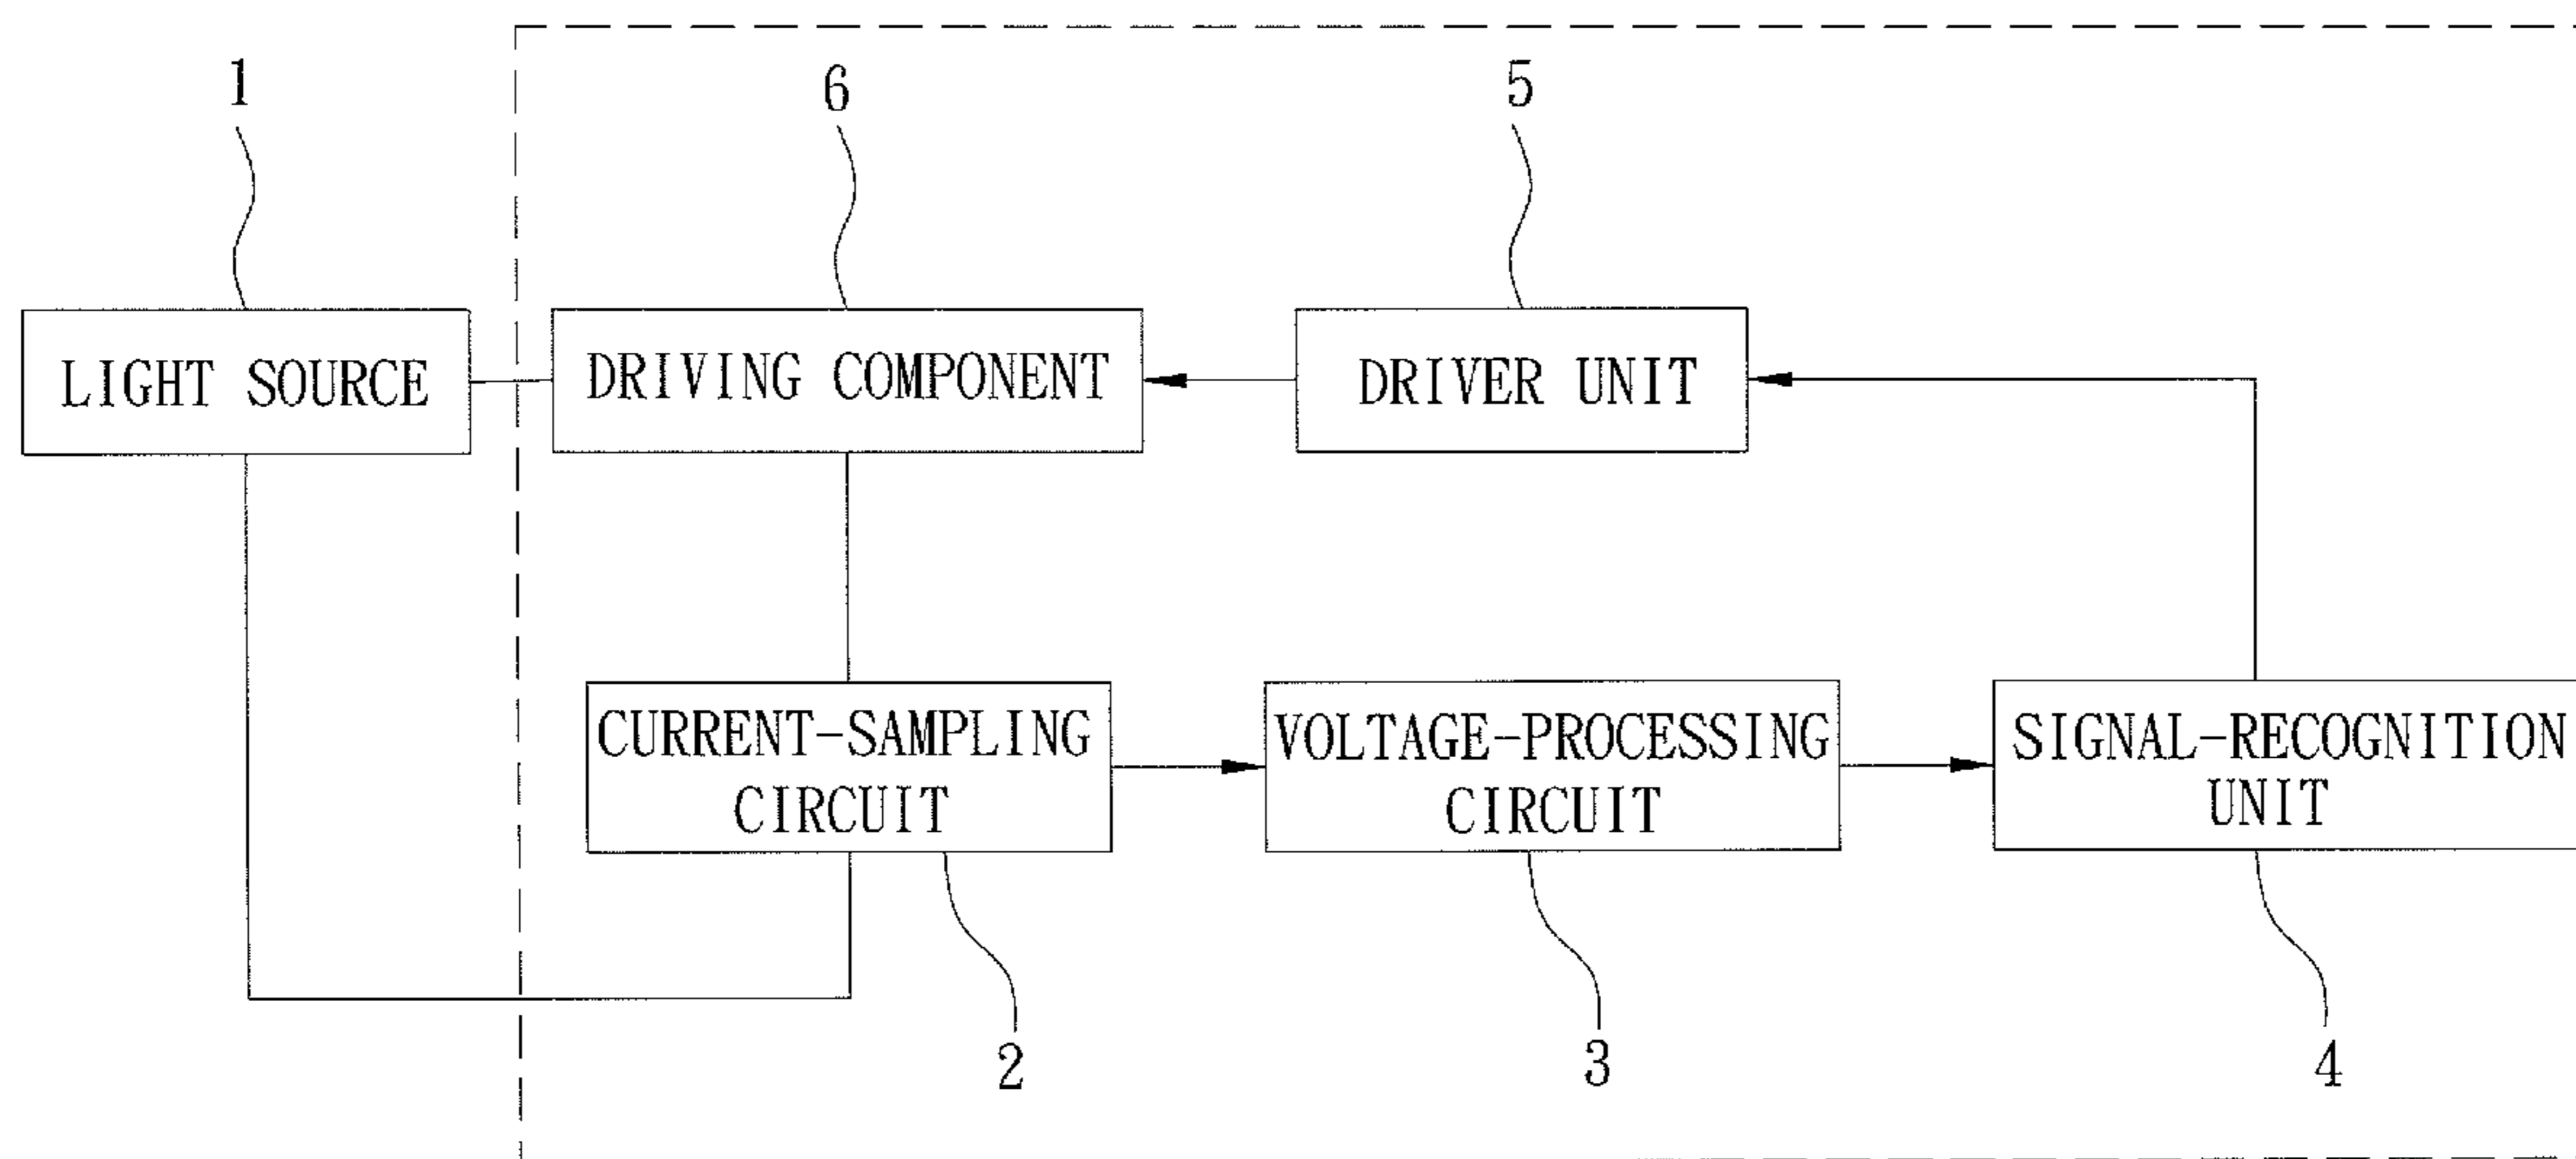 1
6
5
LIGHT SOURCE
DRIVING COMPONENT
DRIVER UNIT
CURRENT-SAMPLING
CIRCUIT
VOLTAGE-PROCESSING
CIRCUIT
SIGNAL-RECOGNITION
UNIT
2
3
4